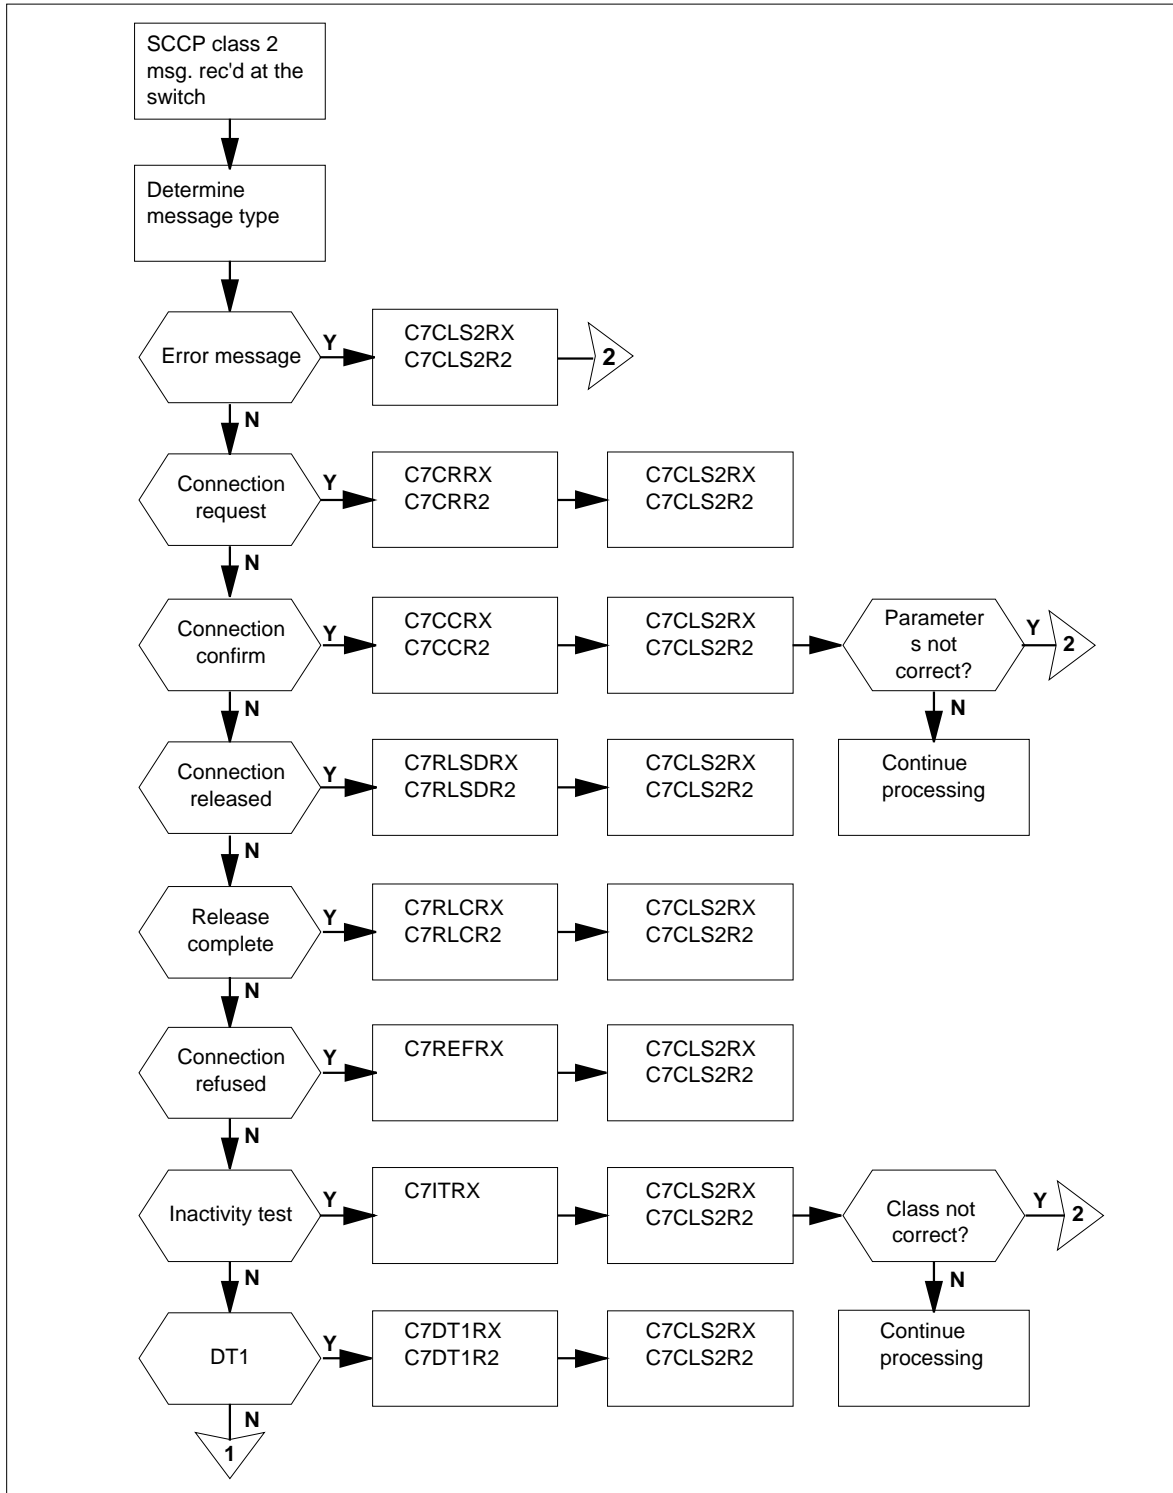 SCCP class 2
msg. rec'd at the
switch
Determine
message type
Error message
Y
C7CLS2RX
C7CLS2R2
2
N
Connection
request
Y
C7CRRX
C7CRR2
C7CLS2RX
C7CLS2R2
N
Connection
confirm
Y
C7CCRX
C7CCR2
C7CLS2RX
C7CLS2R2
Parameter
s not
correct?
Y
2
N
Continue
processing
N
Connection
released
Y
C7RLSDRX
C7RLSDR2
C7CLS2RX
C7CLS2R2
N
Release
complete
Y
C7RLCRX
C7RLCR2
C7CLS2RX
C7CLS2R2
N
Connection
refused
Y
C7REFRX
C7CLS2RX
C7CLS2R2
N
Inactivity test
Y
C7ITRX
C7CLS2RX
C7CLS2R2
Class not
correct?
Y
2
N
Continue
processing
N
DT1
Y
C7DT1RX
C7DT1R2
C7CLS2RX
C7CLS2R2
N
1